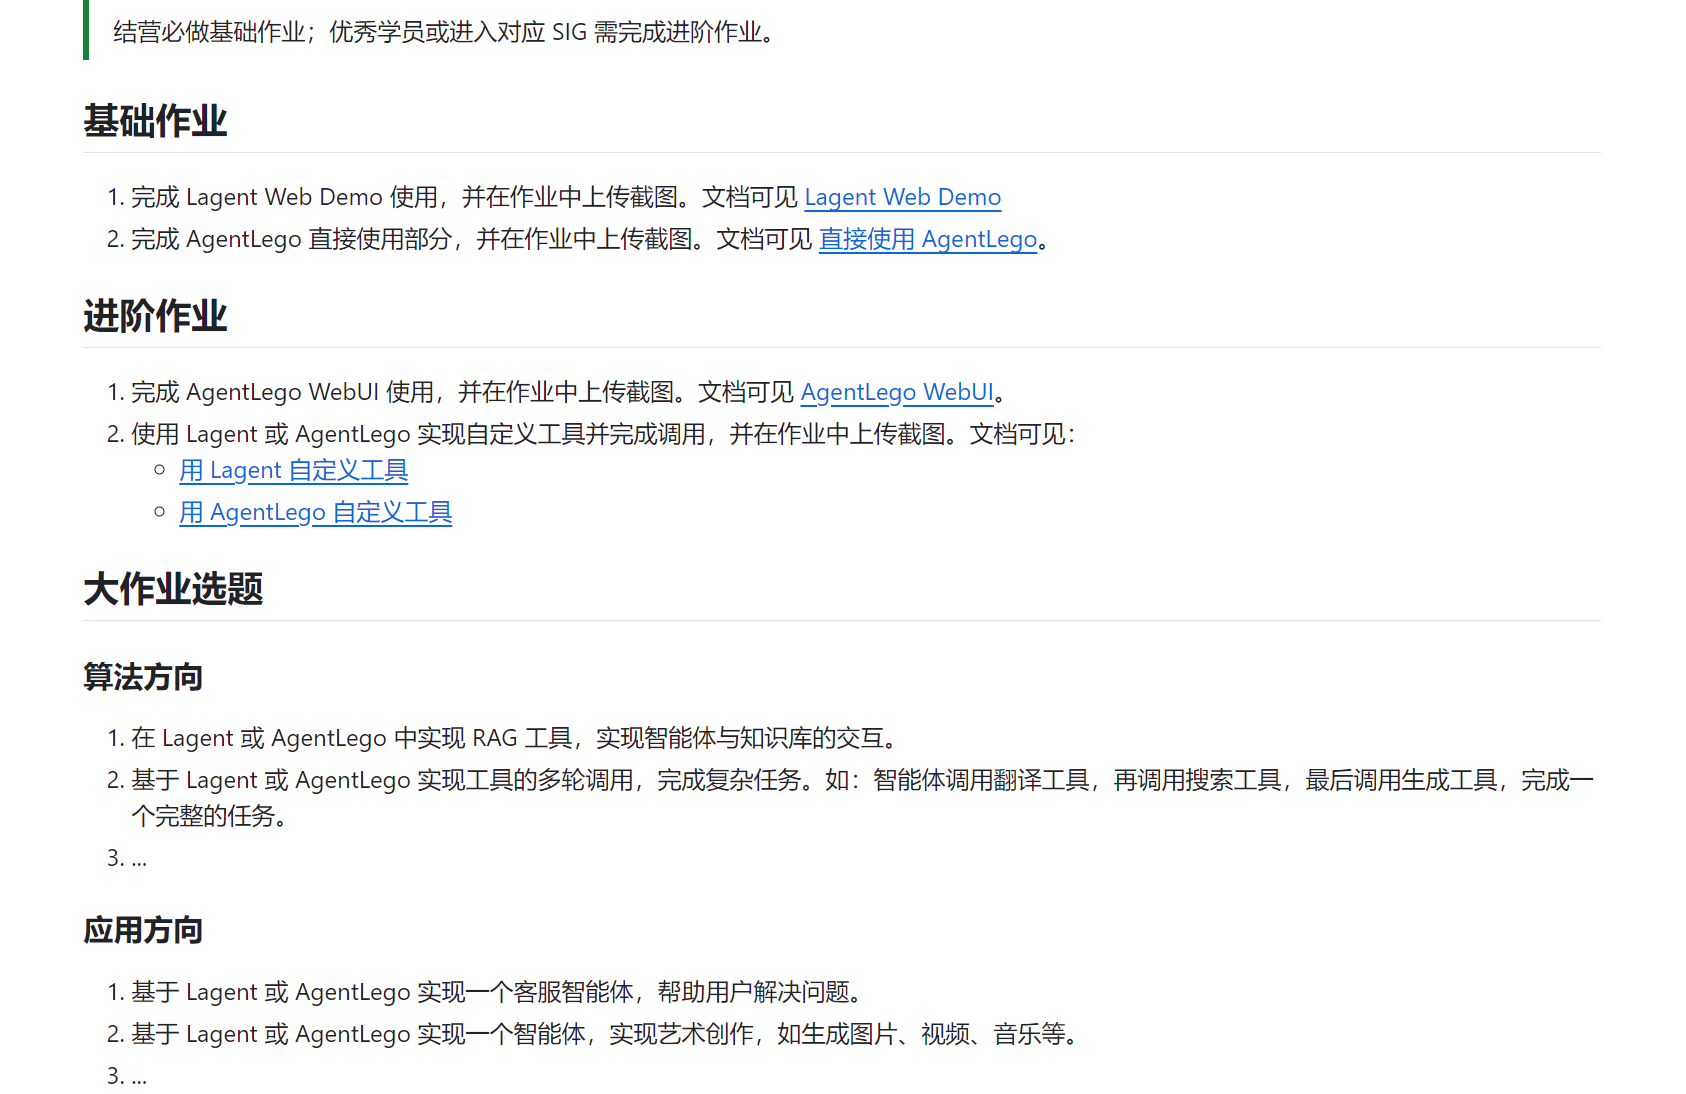 结营必做基础作业；优秀学员或进入对应 SIG 需完成进阶作业。
基础作业
1. 完成 Lagent Web Demo 使用，并在作业中上传截图。文档可见 Lagent Web Demo
2. 完成 AgentLego 直接使用部分，并在作业中上传截图。文档可见 直接使用 AgentLego。
进阶作业
1. 完成 AgentLego WebUI 使用，并在作业中上传截图。文档可见 AgentLego WebUI。
2. 使用 Lagent 或 AgentLego 实现自定义工具并完成调用，并在作业中上传截图。文档可见：
○ 用 Lagent 自定义工具
○ 用 AgentLego 自定义工具
大作业选题
算法方向
1. 在 Lagent 或 AgentLego 中实现 RAG 工具，实现智能体与知识库的交互。
2. 基于 Lagent 或 AgentLego 实现工具的多轮调用，完成复杂任务。如：智能体调用翻译工具，再调用搜索工具，最后调用生成工具，完成一
个完整的任务。
3. ...
应用方向
1. 基于 Lagent 或 AgentLego 实现一个客服智能体，帮助用户解决问题。
2. 基于 Lagent 或 AgentLego 实现一个智能体，实现艺术创作，如生成图片、视频、音乐等。
3. ...